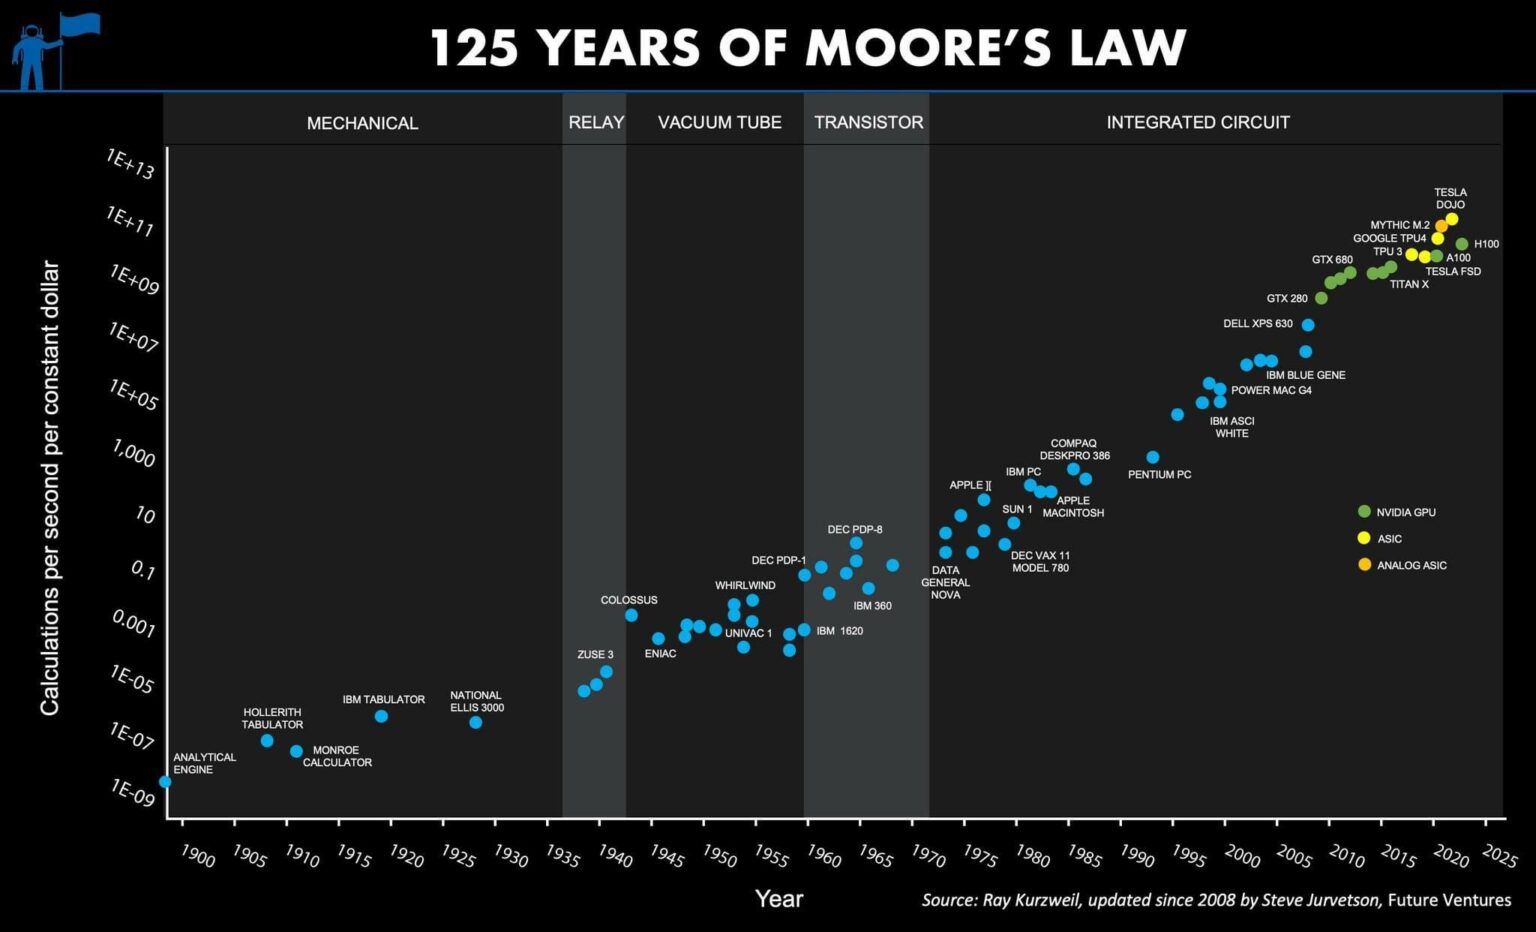 125 YEARS OF MOORE'S LAW
MECHANICAL
RELAY
VACUUM TUBE
TRANSISTOR
INTEGRATED CIRCUIT
Calculations per second per constant dollar
1E+13
1E+11
1E+09
1E+07
1E+05
1,000
10
0.1
0.001
1E-05
1E-07
1E-09
ANALYTICAL
ENGINE
HOLLERITH
TABULATOR
MONROE
CALCULATOR
IBM TABULATOR
NATIONAL
ELLIS 3000
ZUSE 3
COLOSSUS
ENIAC
WHIRLWIND
UNIVAC 1
DEC PDP-1
IBM 1620
DEC PDP-8
IBM 360
DATA
GENERAL
NOVA
APPLE ][
SUN 1
DEC VAX 11
MODEL 780
IBM PC
COMPAQ
DESKPRO 386
APPLE
MACINTOSH
PENTIUM PC
IBM ASCI
WHITE
POWER MAC G4
IBM BLUE GENE
DELL XPS 630
GTX 280
GTX 680
TITAN X
TPU 3
GOOGLE TPU4
MYTHIC M.2
TESLA
DOJO
H100
A100
TESLA FSD
NVIDIA GPU
ASIC
ANALOG ASIC
1900
1905
1910
1915
1920
1925
1930
1935
1940
1945
1950
1955
1960
1965
1970
1975
1980
1985
1990
1995
2000
2005
2010
2015
2020
2025
Year
Source: Ray Kurzweil, updated since 2008 by Steve Jurvetson, Future Ventures